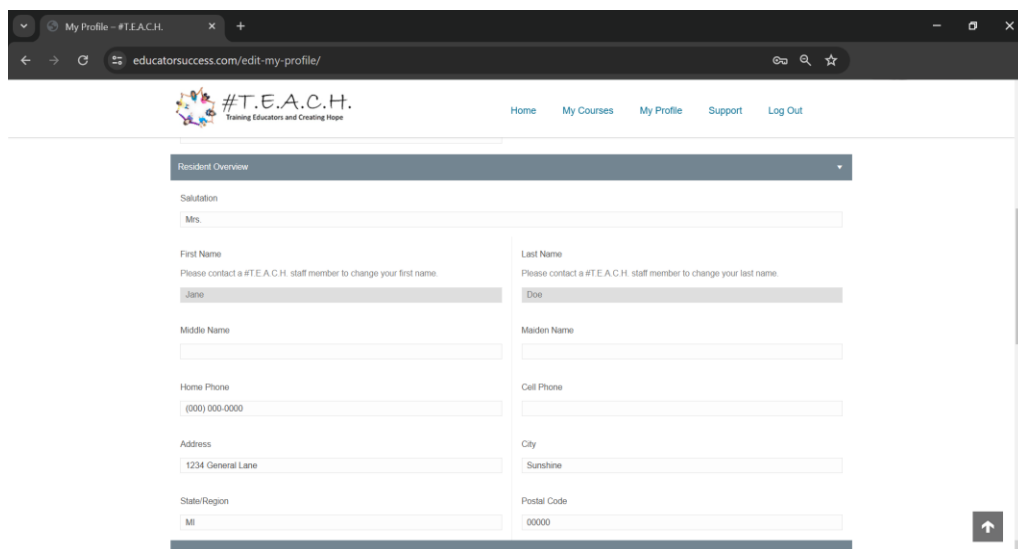 My Profile – #T.E.A.C.H.
educatorsuccess.com/edit-my-profile/
#T.E.A.C.H.
Training Educators and Creating Hope
Home My Courses My Profile Support Log Out
Resident Overview
Salutation
Mrs.
First Name Last Name
Please contact a #T.E.A.C.H. staff member to change your first name. Please contact a #T.E.A.C.H. staff member to change your last name.
Jane Doe
Middle Name Maiden Name
Home Phone Cell Phone
(000) 000-0000
Address City
1234 General Lane Sunshine
State/Region Postal Code
MI 00000